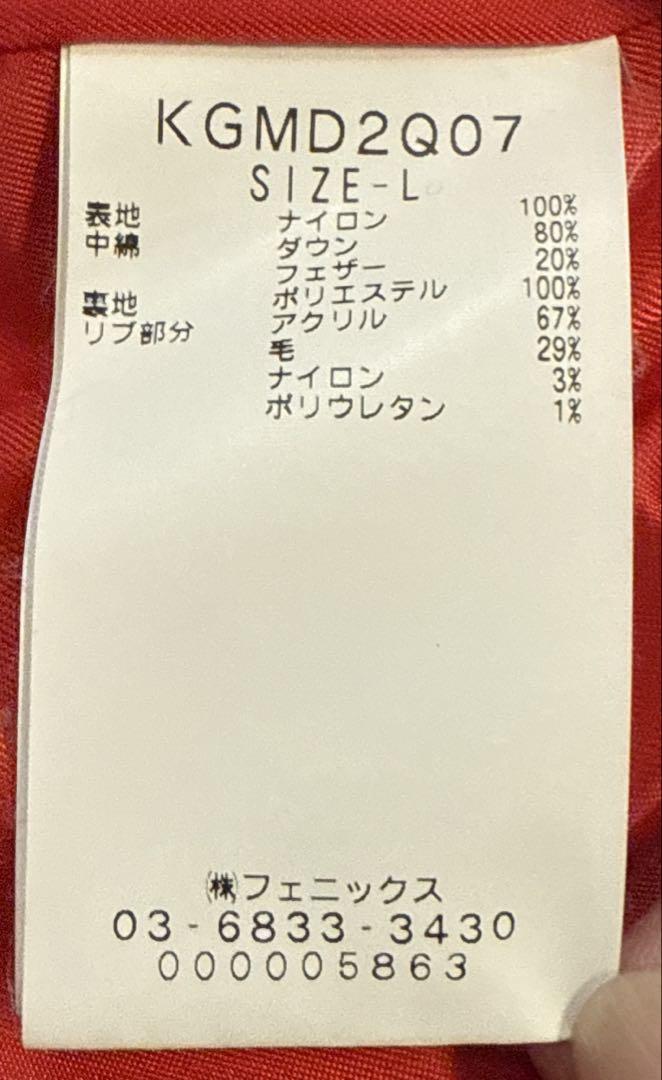 KGMD2Q07
SIZE-L
表地 ナイロン 100%
中綿 ダウン 80%
フェザー 20%
裏地 ポリエステル 100%
リブ部分 アクリル 67%
毛 29%
ナイロン 3%
ポリウレタン 1%
㈱フェニックス
03-6833-3430
000005863